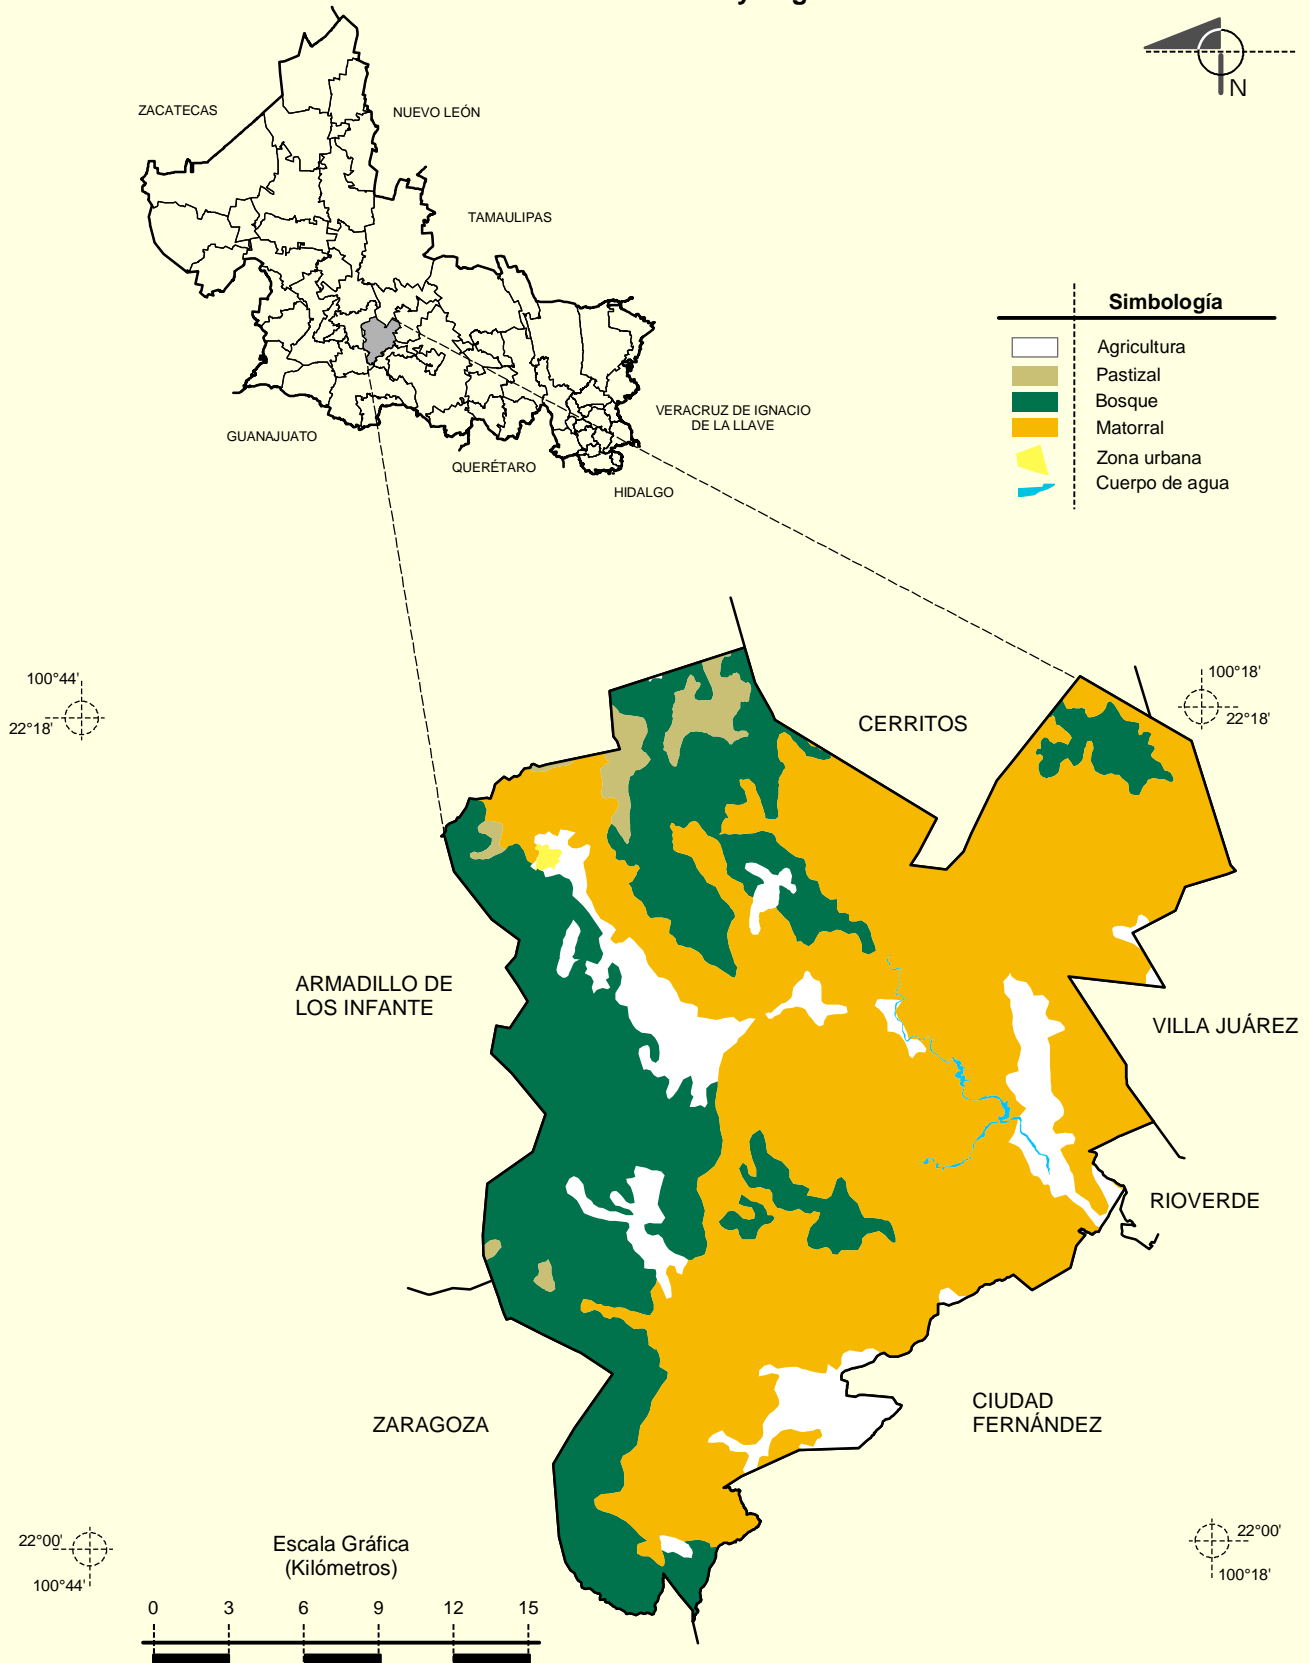 N
ZACATECAS
NUEVO LEÓN
TAMAULIPAS
VERACRUZ DE IGNACIO
DE LA LLAVE
GUANAJUATO
QUERÉTARO
HIDALGO
Simbología
Agricultura
Pastizal
Bosque
Matorral
Zona urbana
Cuerpo de agua
100°44'
22°18'
100°18'
22°18'
CERRITOS
ARMADILLO DE
LOS INFANTE
VILLA JUÁREZ
RIOVERDE
CIUDAD
FERNÁNDEZ
ZARAGOZA
22°00'
100°44'
22°00'
100°18'
Escala Gráfica
(Kilómetros)
0 3 6 9 12 15